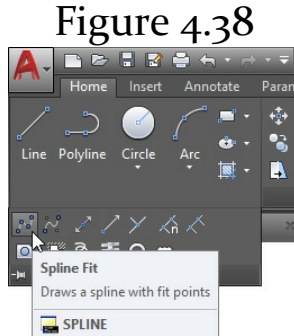 Figure 4.38
A
Home Insert Annotate Param
Line Polyline Circle Arc
Spline Fit
Draws a spline with fit points
SPLINE